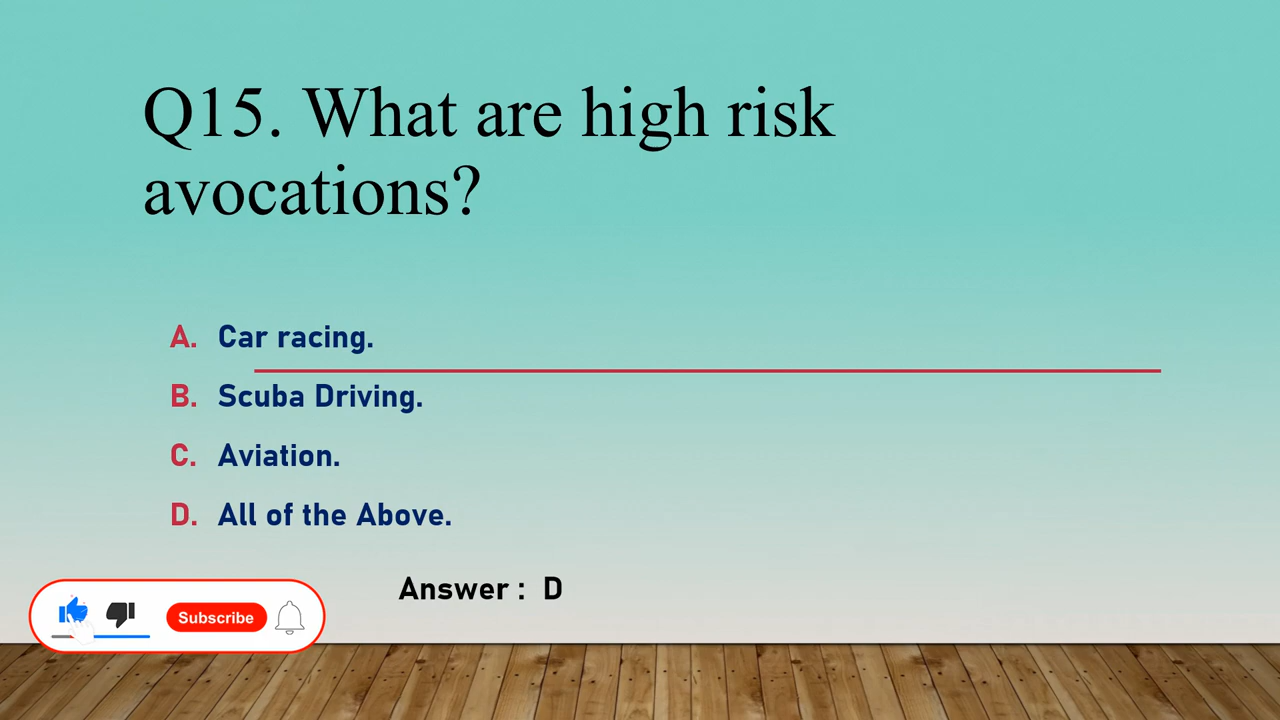 Q15. What are high risk
avocations?
A. Car racing.
B. Scuba Driving.
C. Aviation.
D. All of the Above.
Answer : D
Subscribe